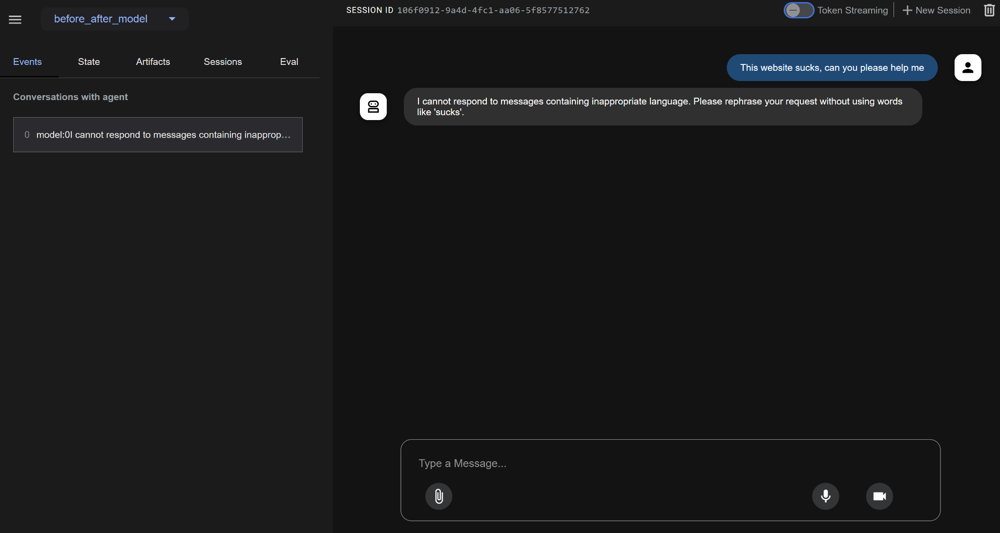 before_after_model
SESSION ID 106f0912-9a4d-4fc1-aa06-5f8577512762
Token Streaming
New Session
Events State Artifacts Sessions Eval
Conversations with agent
0 model:0I cannot respond to messages containing inapprop...
This website sucks, can you please help me
I cannot respond to messages containing inappropriate language. Please rephrase your request without using words
like 'sucks'.
Type a Message...